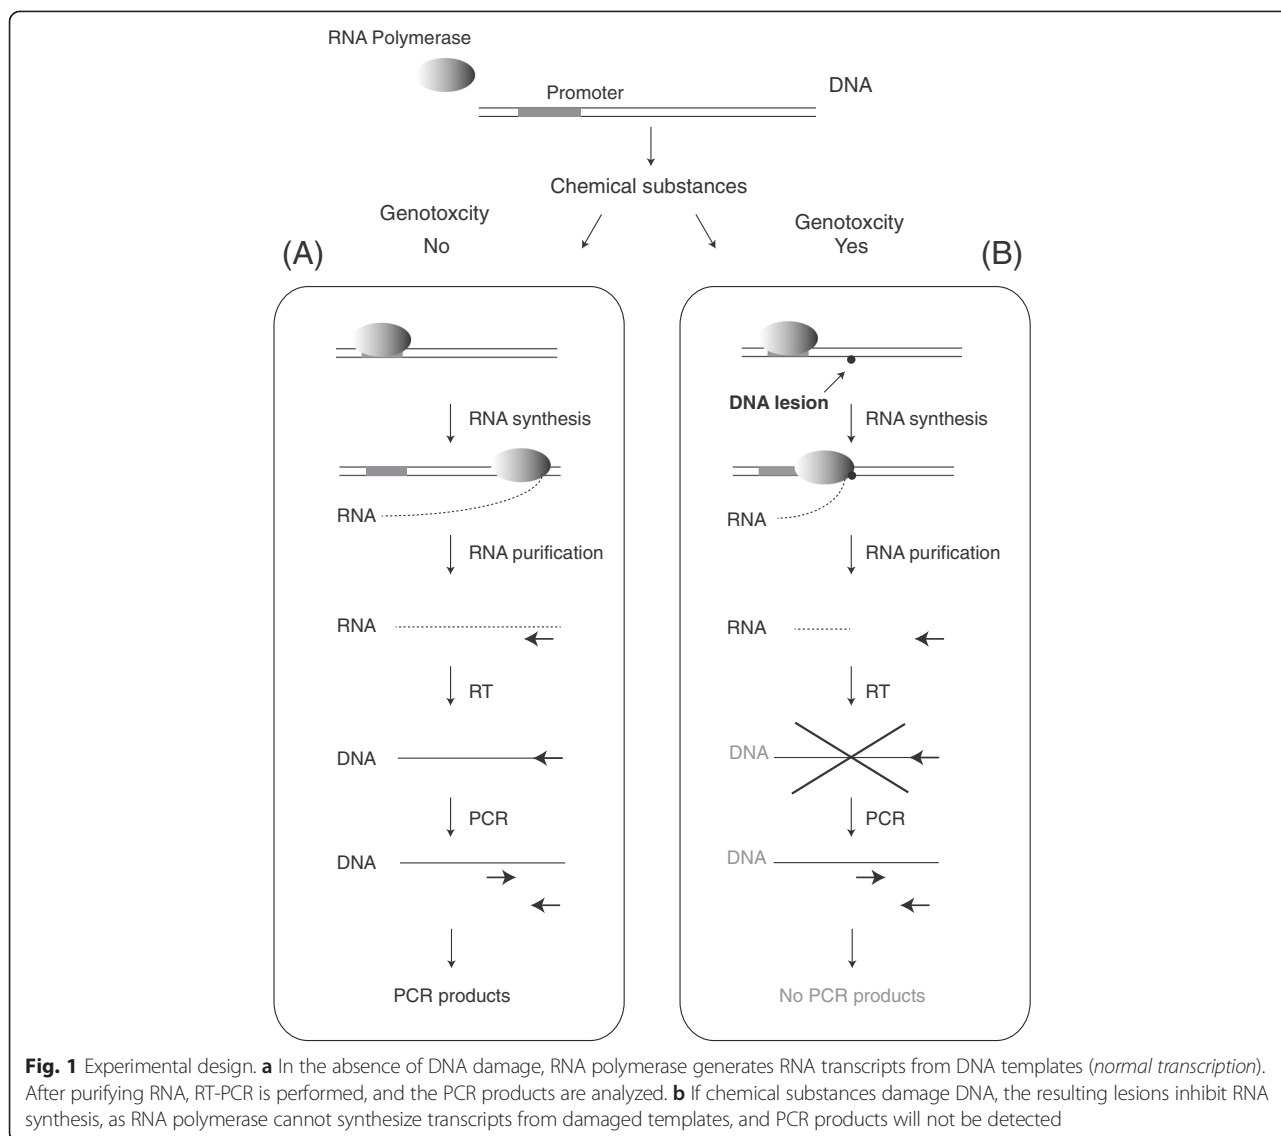 RNA Polymerase
Promoter
DNA
Chemical substances
Genotoxcity
No
(A)
Genotoxcity
Yes
(B)
RNA synthesis
RNA
RNA purification
RNA
RT
DNA
PCR
DNA
PCR products
DNA lesion
RNA synthesis
RNA
RNA purification
RNA
RT
DNA
PCR
DNA
No PCR products
Fig. 1 Experimental design. a In the absence of DNA damage, RNA polymerase generates RNA transcripts from DNA templates (normal transcription).
After purifying RNA, RT-PCR is performed, and the PCR products are analyzed. b If chemical substances damage DNA, the resulting lesions inhibit RNA
synthesis, as RNA polymerase cannot synthesize transcripts from damaged templates, and PCR products will not be detected